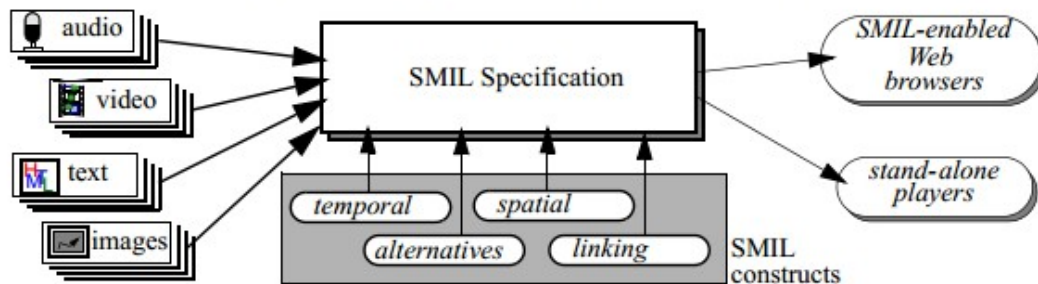 audio
video
HTML
text
images
SMIL Specification
temporal
spatial
alternatives
linking
SMIL
constructs
SMIL-enabled
Web
browsers
stand-alone
players